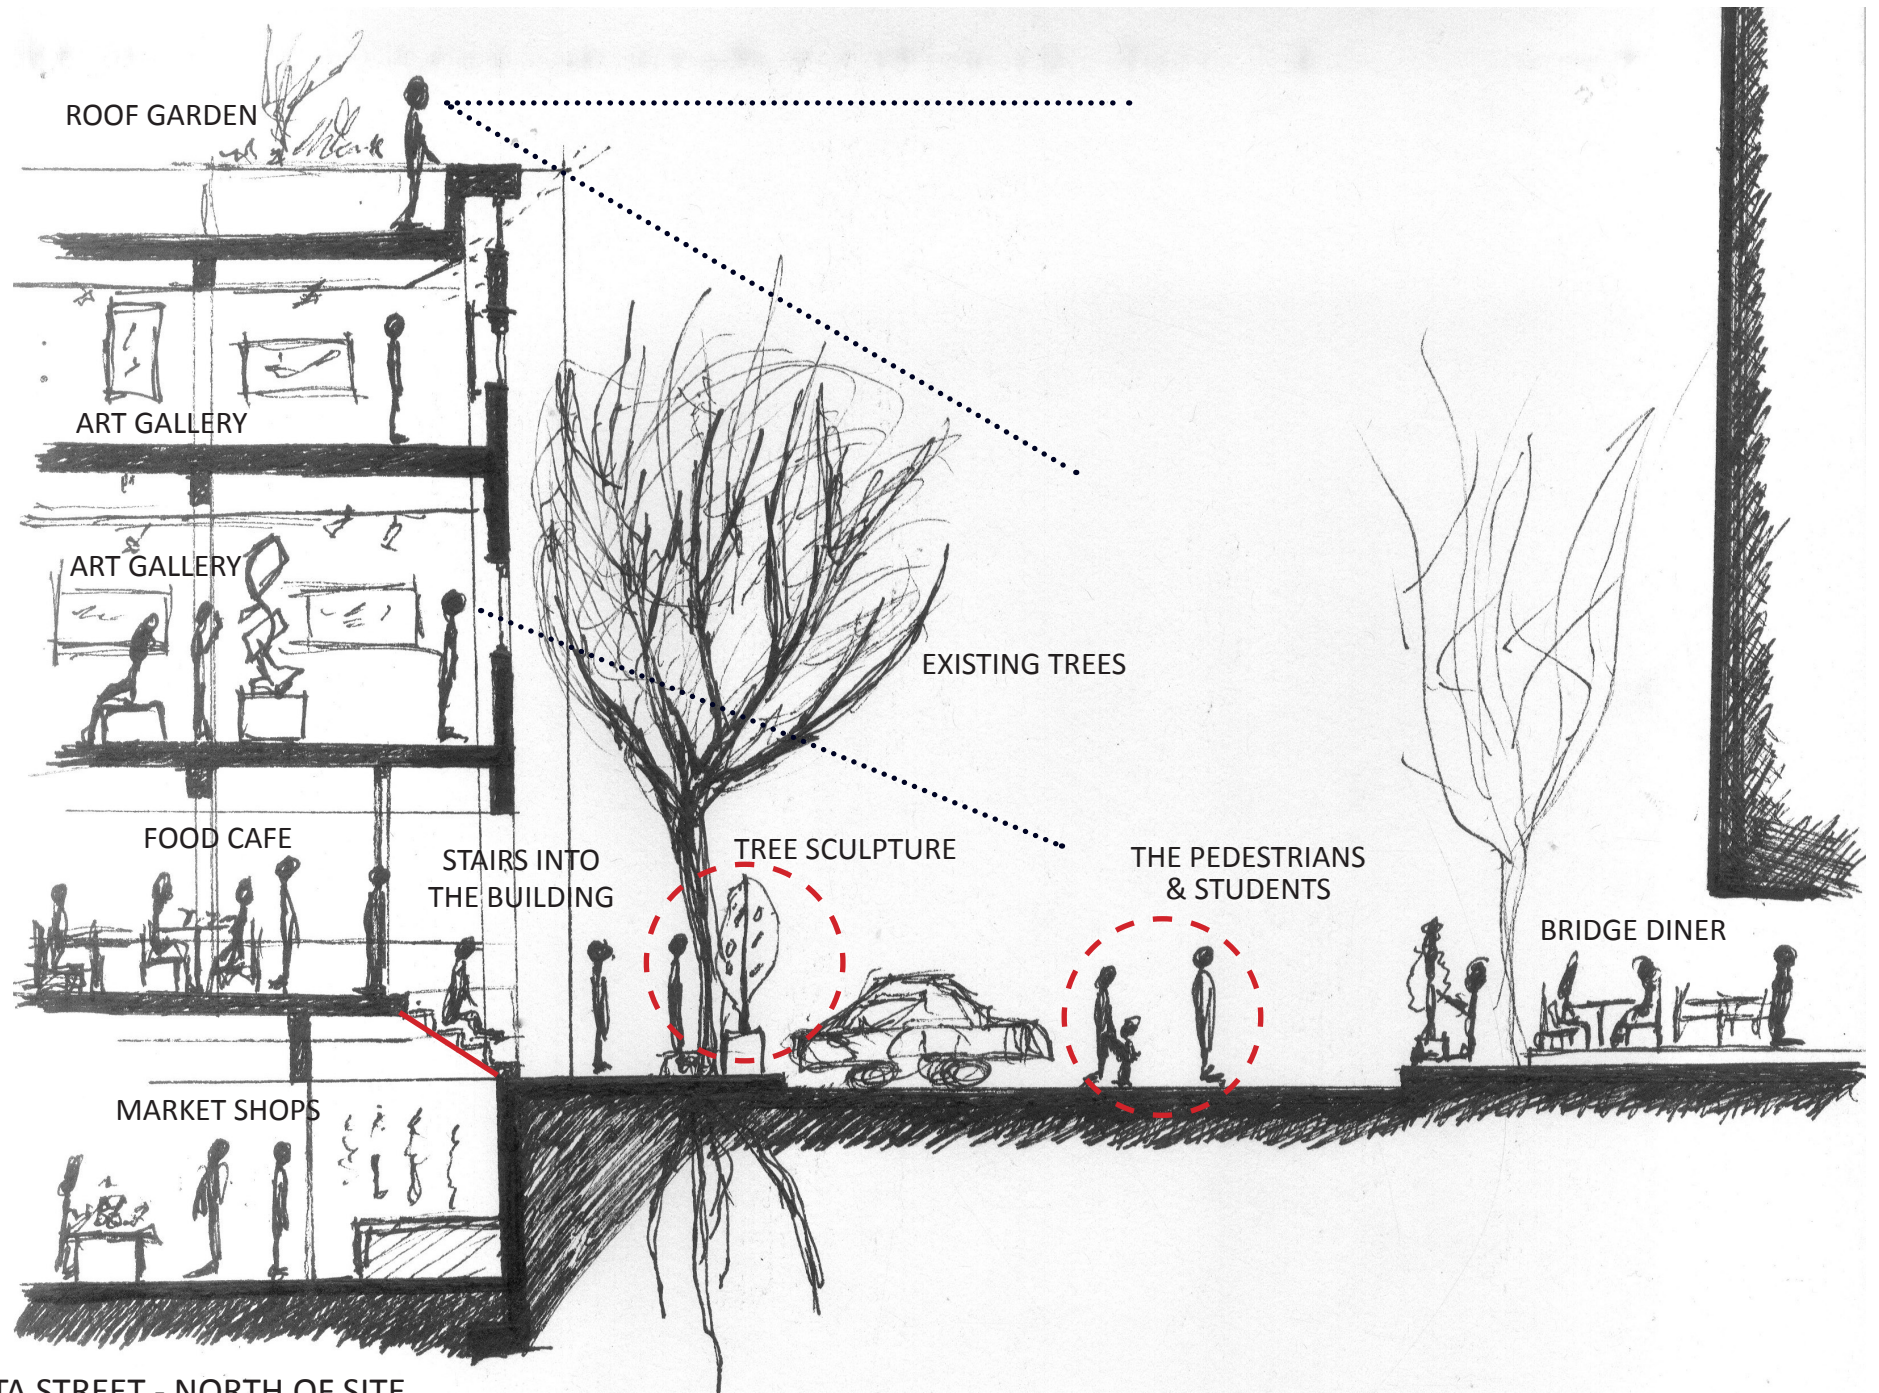 ROOF GARDEN
ART GALLERY
ART GALLERY
EXISTING TREES
FOOD CAFE
STAIRS INTO
THE BUILDING
TREE SCULPTURE
THE PEDESTRIANS
& STUDENTS
BRIDGE DINER
MARKET SHOPS
STREET - NORTH OF SITE